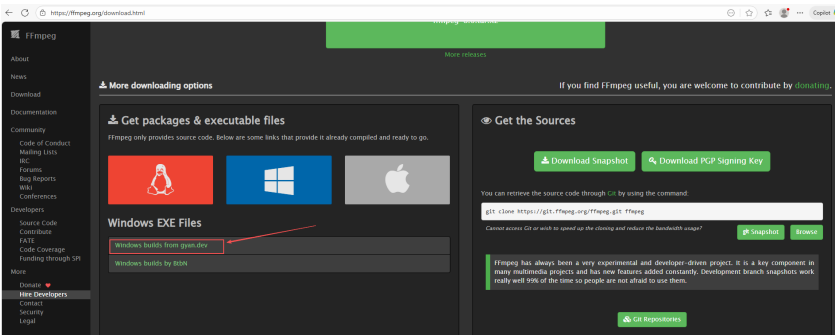 https://ffmpeg.org/download.html
Copilot
FFmpeg
About
News
Download
Documentation
Community
Code of Conduct
Mailing Lists
IRC
Forums
Bug Reports
Wiki
Conferences
Developers
Source Code
Contribute
FATE
Code Coverage
Funding through SPI
More
Donate
Hire Developers
Contact
Security
Legal
More releases
More downloading options
If you find FFmpeg useful, you are welcome to contribute by donating.
Get packages & executable files
FFmpeg only provides source code. Below are some links that provide it already compiled and ready to go.
Windows EXE Files
Windows builds from gyan.dev
Windows builds by BtbN
Get the Sources
Download Snapshot
Download PGP Signing Key
You can retrieve the source code through Git by using the command:
git clone https://git.ffmpeg.org/ffmpeg.git ffmpeg
Cannot access Git or wish to speed up the cloning and reduce the bandwidth usage?
Snapshot
Browse
FFmpeg has always been a very experimental and developer-driven project. It is a key component in
many multimedia projects and has new features added constantly. Development branch snapshots work
really well 99% of the time so people are not afraid to use them.
Git Repositories